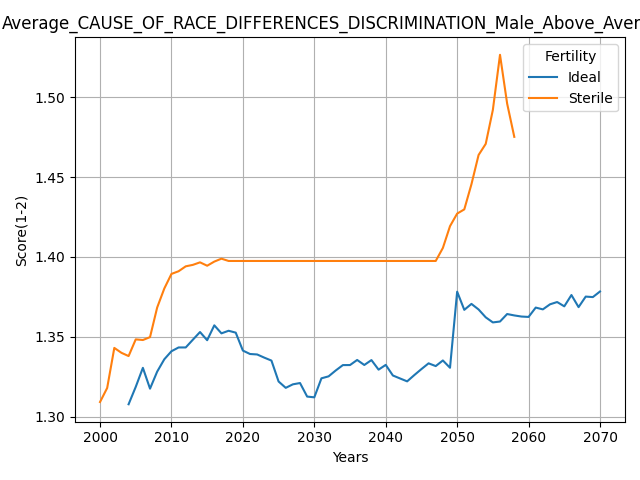 Average_CAUSE_OF_RACE_DIFFERENCES_DISCRIMINATION_Male_Above_Aver
Fertility
Ideal
Sterile
Score(1-2)
1.50
1.45
1.40
1.35
1.30
2000 2010 2020 2030 2040 2050 2060 2070
Years